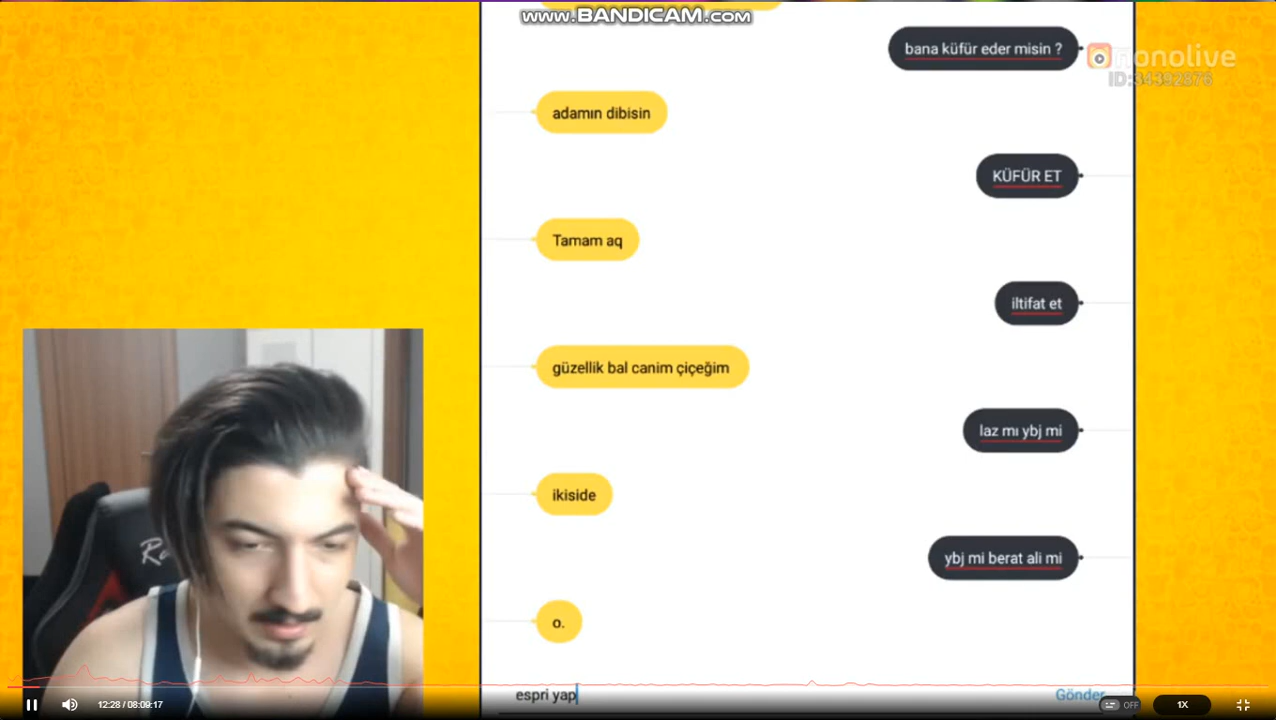 www.BANDICAM.com
bana küfür eder misin ?
nonolive
ID:34392876
adamın dibisin
KÜFÜR ET
Tamam aq
iltifat et
güzellik bal canim çiçeğim
laz mı ybj mi
ikiside
ybj mi berat ali mi
o.
espri yap
Gönder
12:28 / 08:09:17
OFF
1X